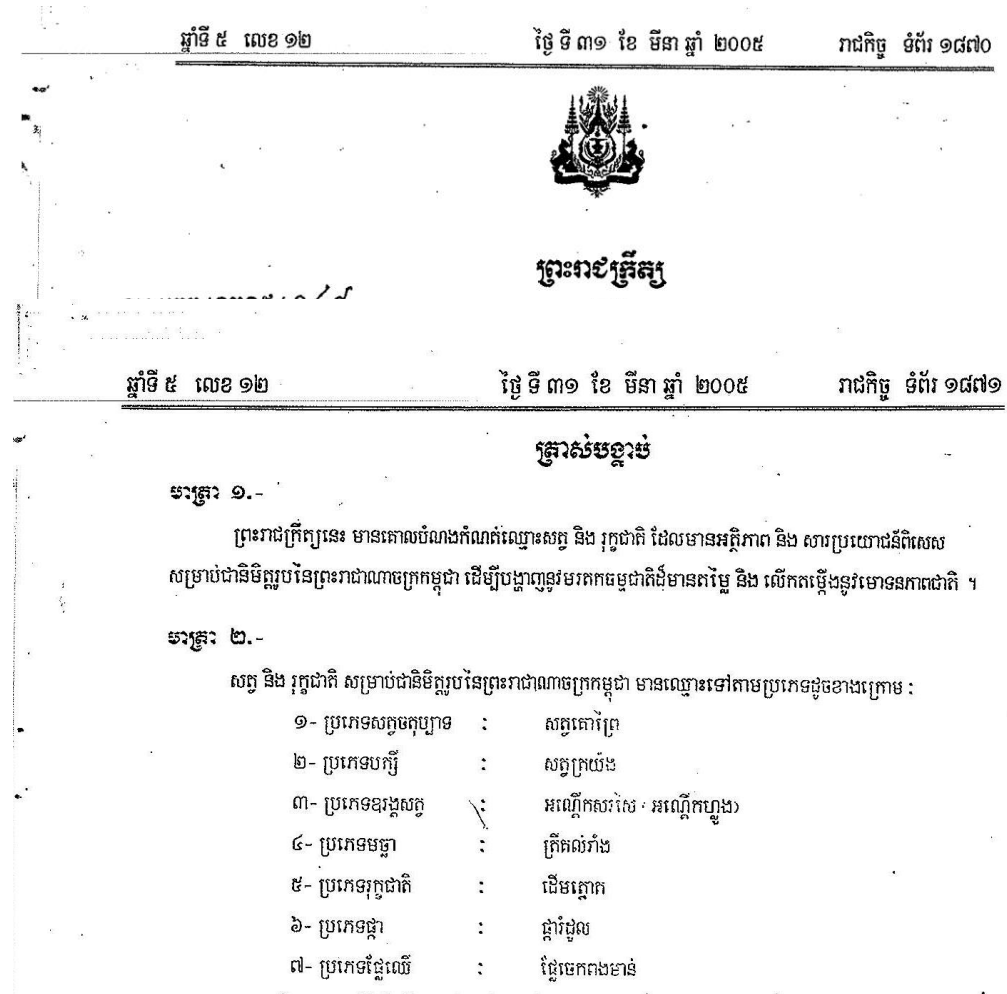 ឆ្នាំទី ៥ លេខ ១២ ថ្ងៃ ទី ៣១ ខែ មីនា ឆ្នាំ ២០០៥ រាជកិច្ច ទំព័រ ១៨៧០
ព្រះរាជក្រឹត្យ
ឆ្នាំទី ៥ លេខ ១២ ថ្ងៃ ទី ៣១ ខែ មីនា ឆ្នាំ ២០០៥ រាជកិច្ច ទំព័រ ១៨៧១
ត្រាស់បង្គាប់
មាត្រា ១.-
ព្រះរាជក្រឹត្យនេះ មានគោលបំណងកំណត់ឈ្មោះសត្វ និង រុក្ខជាតិ ដែលមានអត្ថិភាព និង សារប្រយោជន៍ពិសេស
សម្រាប់ជានិមិត្តរូបនៃព្រះរាជាណាចក្រកម្ពុជា ដើម្បីបង្ហាញនូវមរតកធម្មជាតិដ៏មានតម្លៃ និង លើកតម្កើងនូវមោទនភាពជាតិ ។
មាត្រា ២.-
សត្វ និង រុក្ខជាតិ សម្រាប់ជានិមិត្តរូបនៃព្រះរាជាណាចក្រកម្ពុជា មានឈ្មោះទៅតាមប្រភេទដូចខាងក្រោម :
១- ប្រភេទសត្វចតុប្បាទ : សត្វគោព្រៃ
២- ប្រភេទបក្សី : សត្វត្រយ៉ង
៣- ប្រភេទឧរង្គសត្វ : អណ្តើកសរសៃ (អណ្តើកហ្លួង)
៤- ប្រភេទមច្ឆា : ត្រីគល់រាំង
៥- ប្រភេទរុក្ខជាតិ : ដើមត្នោត
៦- ប្រភេទផ្កា : ផ្ការំដួល
៧- ប្រភេទផ្លែឈើ : ផ្លែចេកពងមាន់